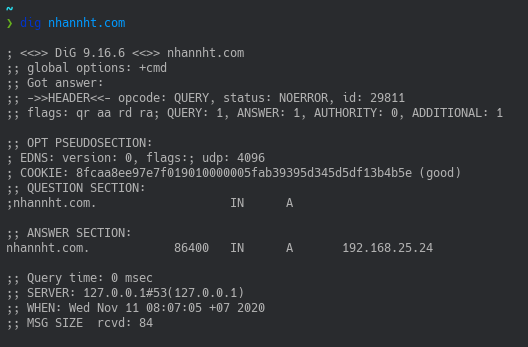 ~
❯ dig nhannht.com
; <<>> DiG 9.16.6 <<>> nhannht.com
;; global options: +cmd
;; Got answer:
;; ->>HEADER<<- opcode: QUERY, status: NOERROR, id: 29811
;; flags: qr aa rd ra; QUERY: 1, ANSWER: 1, AUTHORITY: 0, ADDITIONAL: 1
;; OPT PSEUDOSECTION:
; EDNS: version: 0, flags:; udp: 4096
; COOKIE: 8fcaa8ee97e7f019010000005fab39395d345d5df13b4b5e (good)
;; QUESTION SECTION:
;nhannht.com. IN A
;; ANSWER SECTION:
nhannht.com. 86400 IN A 192.168.25.24
;; Query time: 0 msec
;; SERVER: 127.0.0.1#53(127.0.0.1)
;; WHEN: Wed Nov 11 08:07:05 +07 2020
;; MSG SIZE rcvd: 84